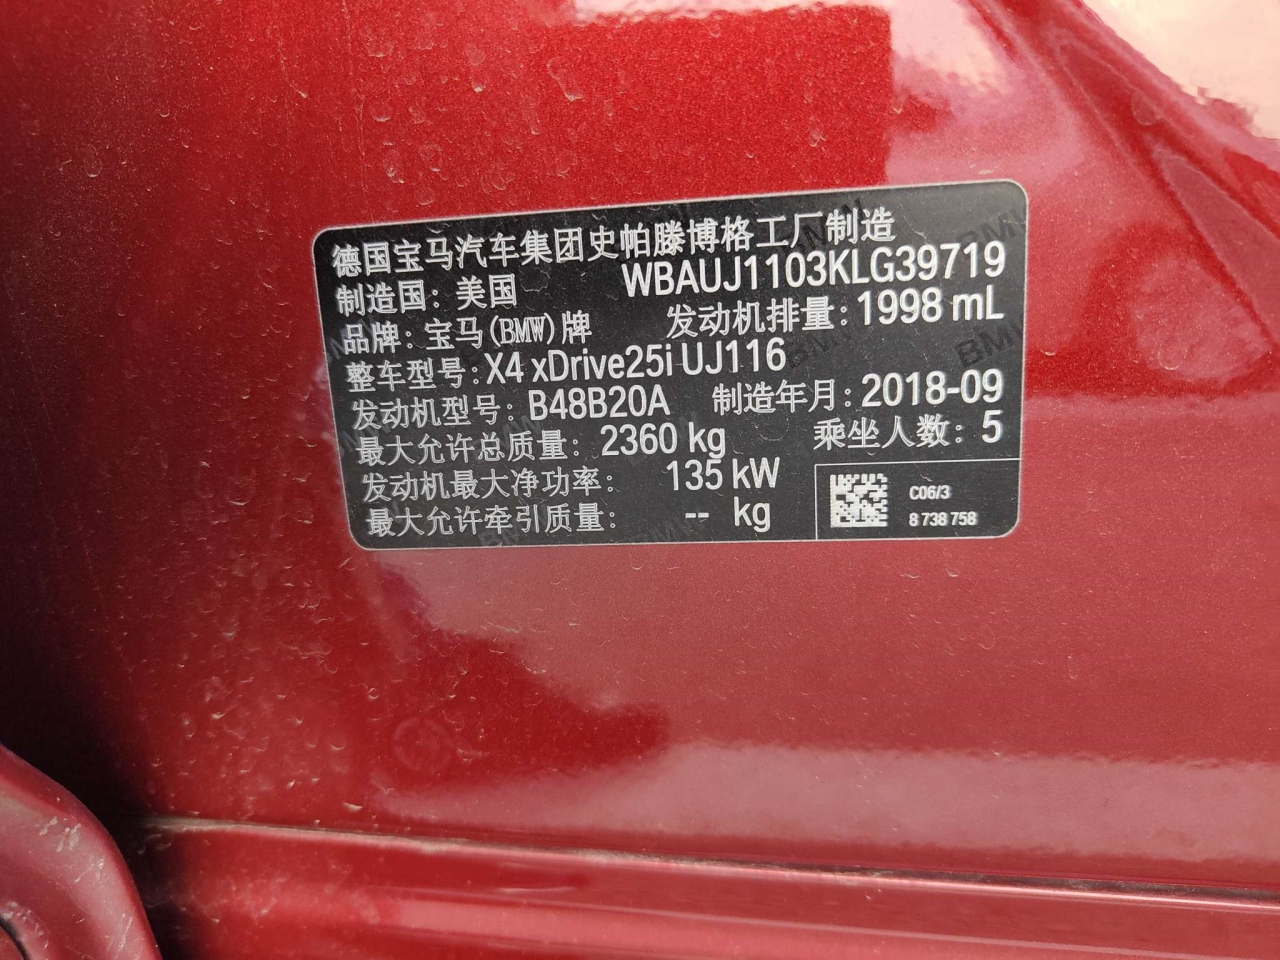 德国宝马汽车集团史帕滕博格工厂制造
制造国：美国 WBAUJ1103KLG39719
品牌：宝马(BMW)牌 发动机排量：1998 mL
整车型号：X4 xDrive25i UJ116
发动机型号：B48B20A 制造年月：2018-09
最大允许总质量：2360 kg 乘坐人数：5
发动机最大净功率：135 kW
最大允许牵引质量：-- kg
C06/3
8 738 758